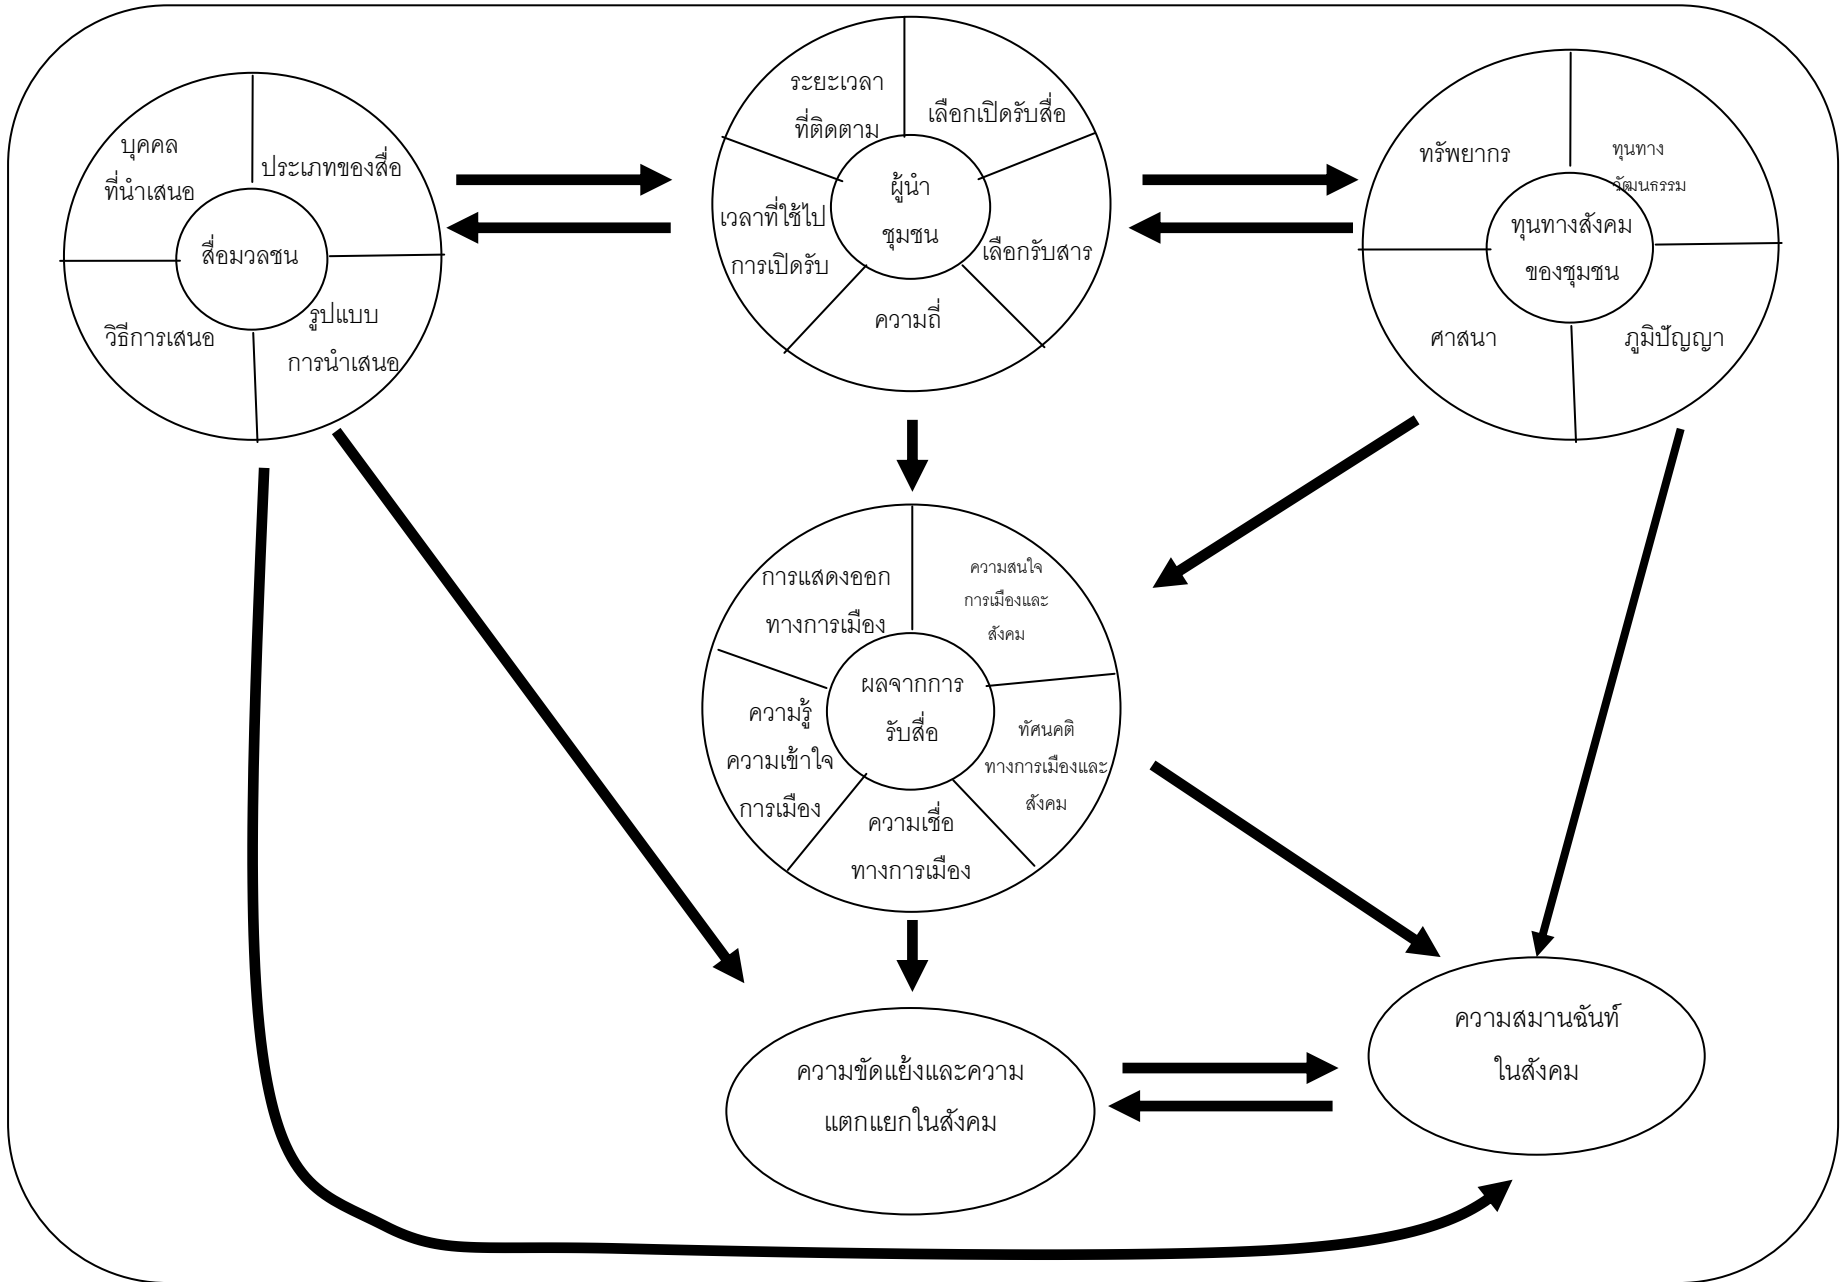 บุคคล
ที่นำเสนอ
ประเภทของสื่อ
สื่อมวลชน
วิธีการเสนอ
รูปแบบ
การนำเสนอ
ระยะเวลา
ที่ติดตาม
เลือกเปิดรับสื่อ
ผู้นำ
ชุมชน
เวลาที่ใช้ไป
การเปิดรับ
เลือกรับสาร
ความถี่
ทรัพยากร
ทุนทาง
วัฒนธรรม
ทุนทางสังคม
ของชุมชน
ศาสนา
ภูมิปัญญา
การแสดงออก
ทางการเมือง
ความสนใจ
การเมืองและ
สังคม
ผลจากการ
รับสื่อ
ความรู้
ความเข้าใจ
การเมือง
ทัศนคติ
ทางการเมืองและ
สังคม
ความเชื่อ
ทางการเมือง
ความขัดแย้งและความ
แตกแยกในสังคม
ความสมานฉันท์
ในสังคม